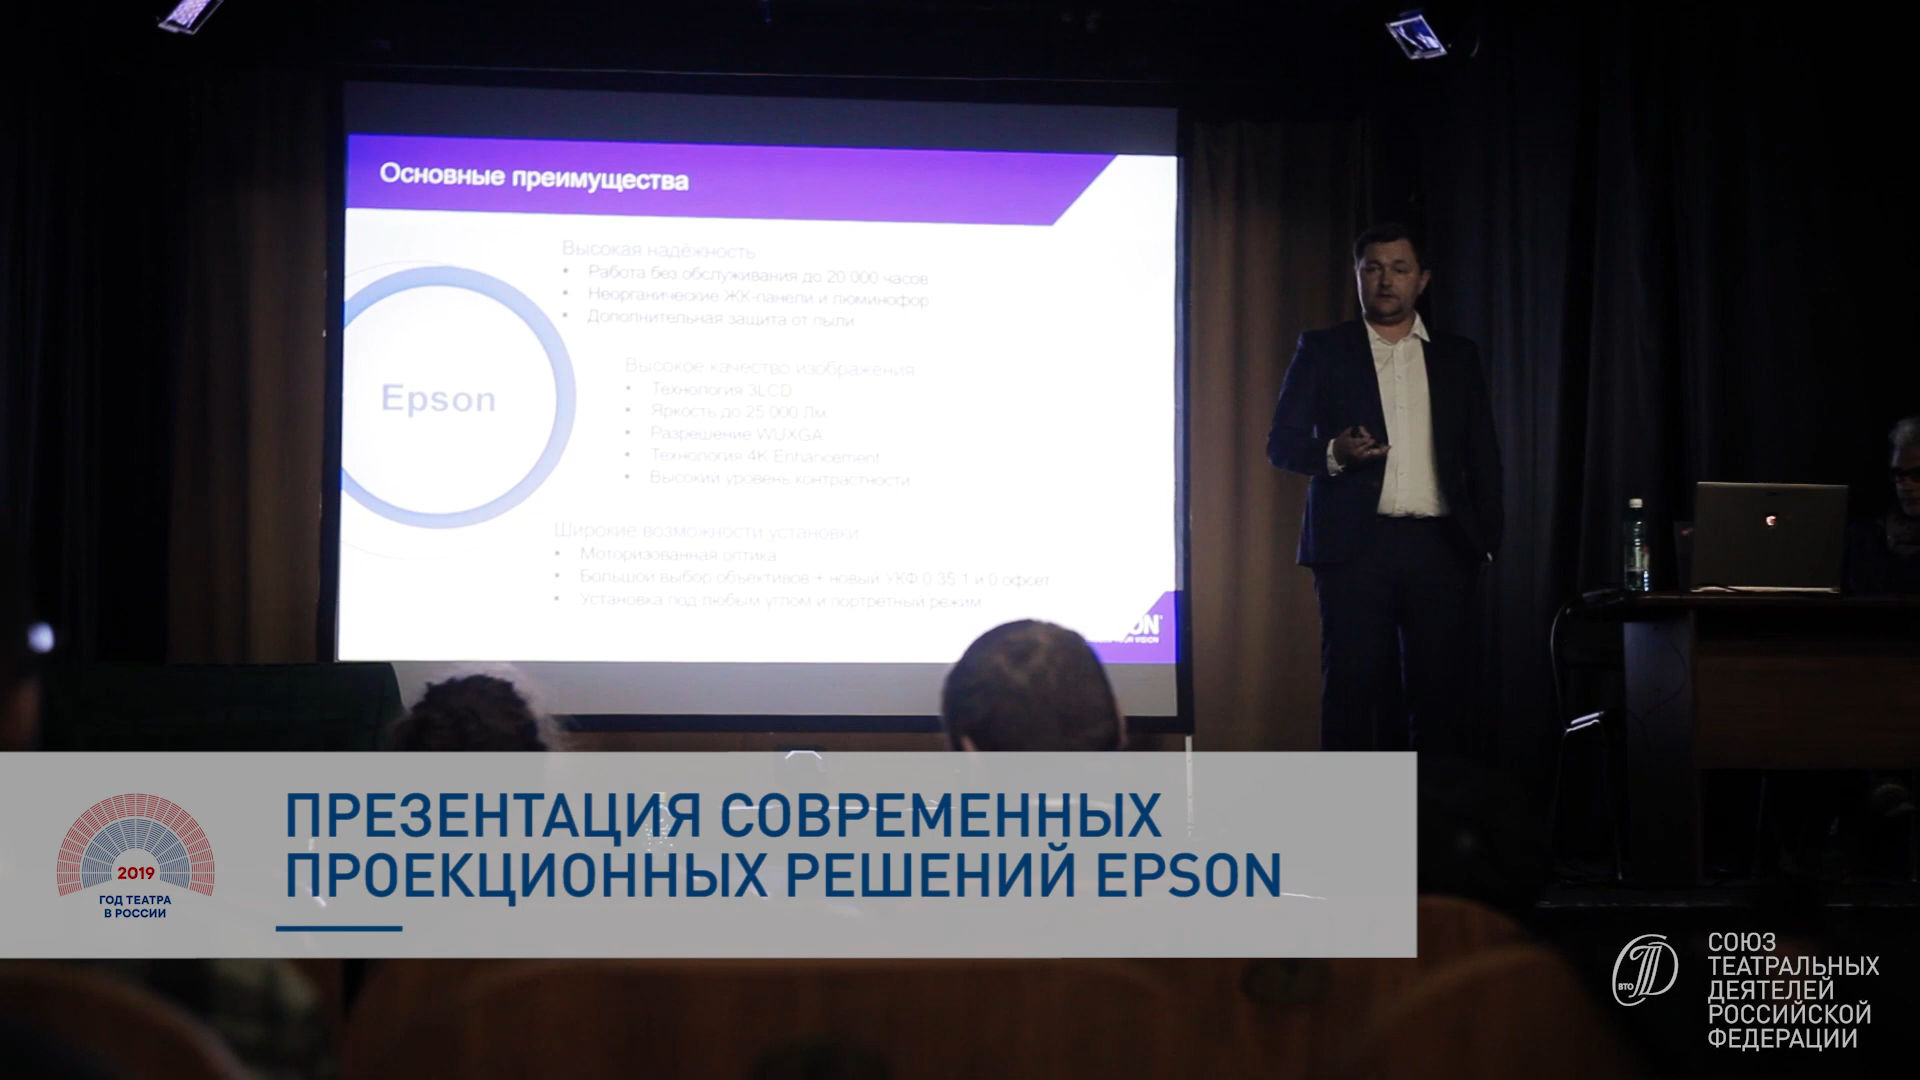 Основные преимущества
Высокая надёжность
• Работа без обслуживания до 20 000 часов
• Неорганические ЖК-панели и люминофор
• Дополнительная защита от пыли
Epson
Высокое качество изображения
• Технология 3LCD
• Яркость до 25 000 Лм
• Разрешение WUXGA
• Технология 4K Enhancement
• Высокий уровень контрастности
Широкие возможности установки
• Моторизованная оптика
• Большой выбор объективов + новый УКФ 0.35:1 и 0 офсет
• Установка под любым углом и портретный режим
ПРЕЗЕНТАЦИЯ СОВРЕМЕННЫХ
ПРОЕКЦИОННЫХ РЕШЕНИЙ EPSON
2019
ГОД ТЕАТРА
В РОССИИ
ВТО
СОЮЗ
ТЕАТРАЛЬНЫХ
ДЕЯТЕЛЕЙ
РОССИЙСКОЙ
ФЕДЕРАЦИИ